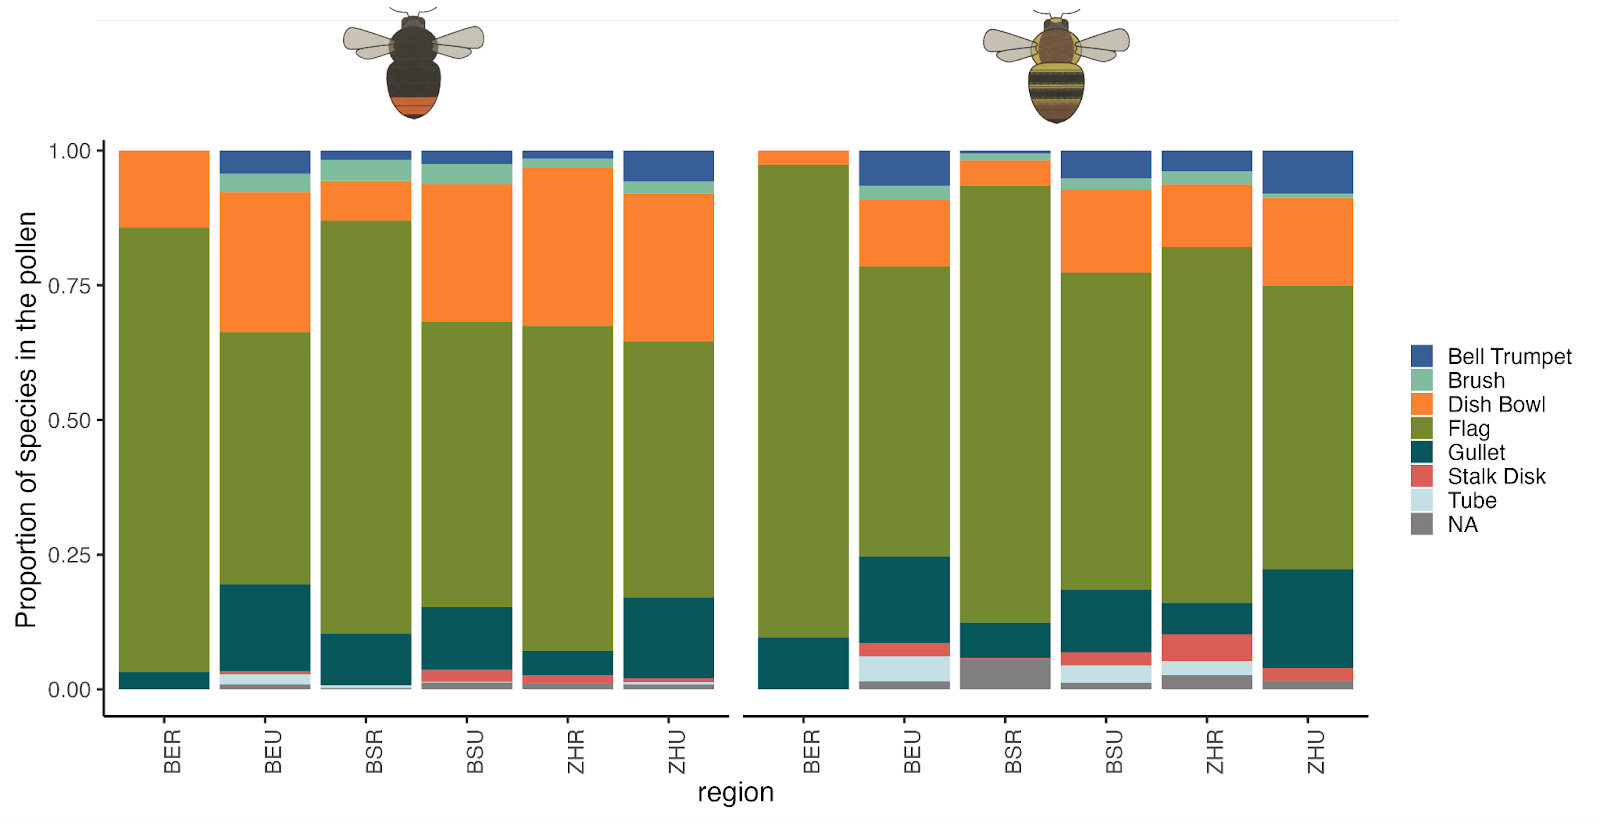 1.00
0.75
0.50
0.25
0.00
Proportion of species in the pollen
BER
BEU
BSR
BSU
ZHR
ZHU
BER
BEU
BSR
BSU
ZHR
ZHU
region
Bell Trumpet
Brush
Dish Bowl
Flag
Gullet
Stalk Disk
Tube
NA